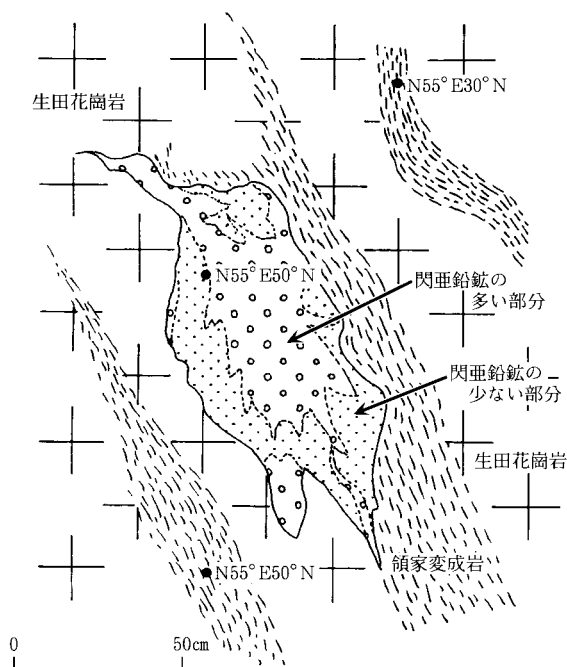 N55°E30°N
生田花崗岩
N55°E50°N
閃亜鉛鉱の
多い部分
閃亜鉛鉱の
少ない部分
生田花崗岩
領家変成岩
N55°E50°N
0
50cm